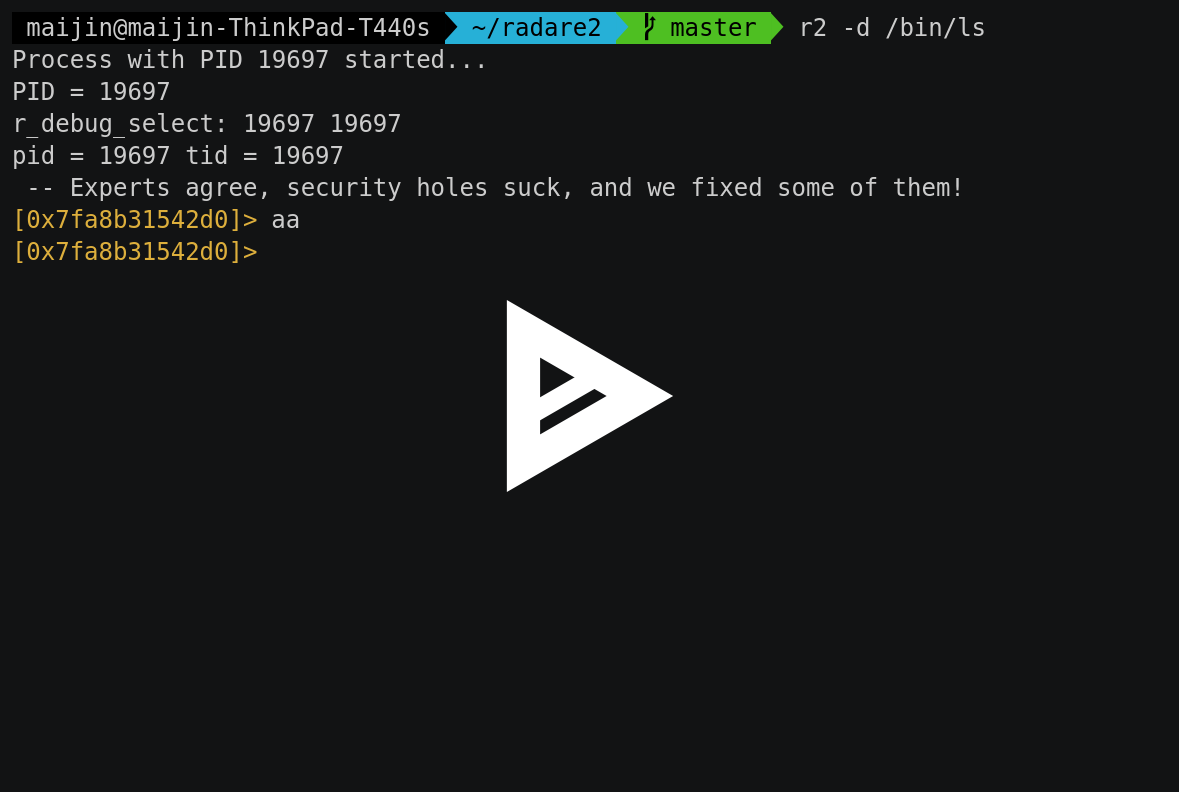 maijin@maijin-ThinkPad-T440s ~/radare2 master r2 -d /bin/ls
Process with PID 19697 started...
PID = 19697
r_debug_select: 19697 19697
pid = 19697 tid = 19697
 -- Experts agree, security holes suck, and we fixed some of them!
[0x7fa8b31542d0]> aa
[0x7fa8b31542d0]>